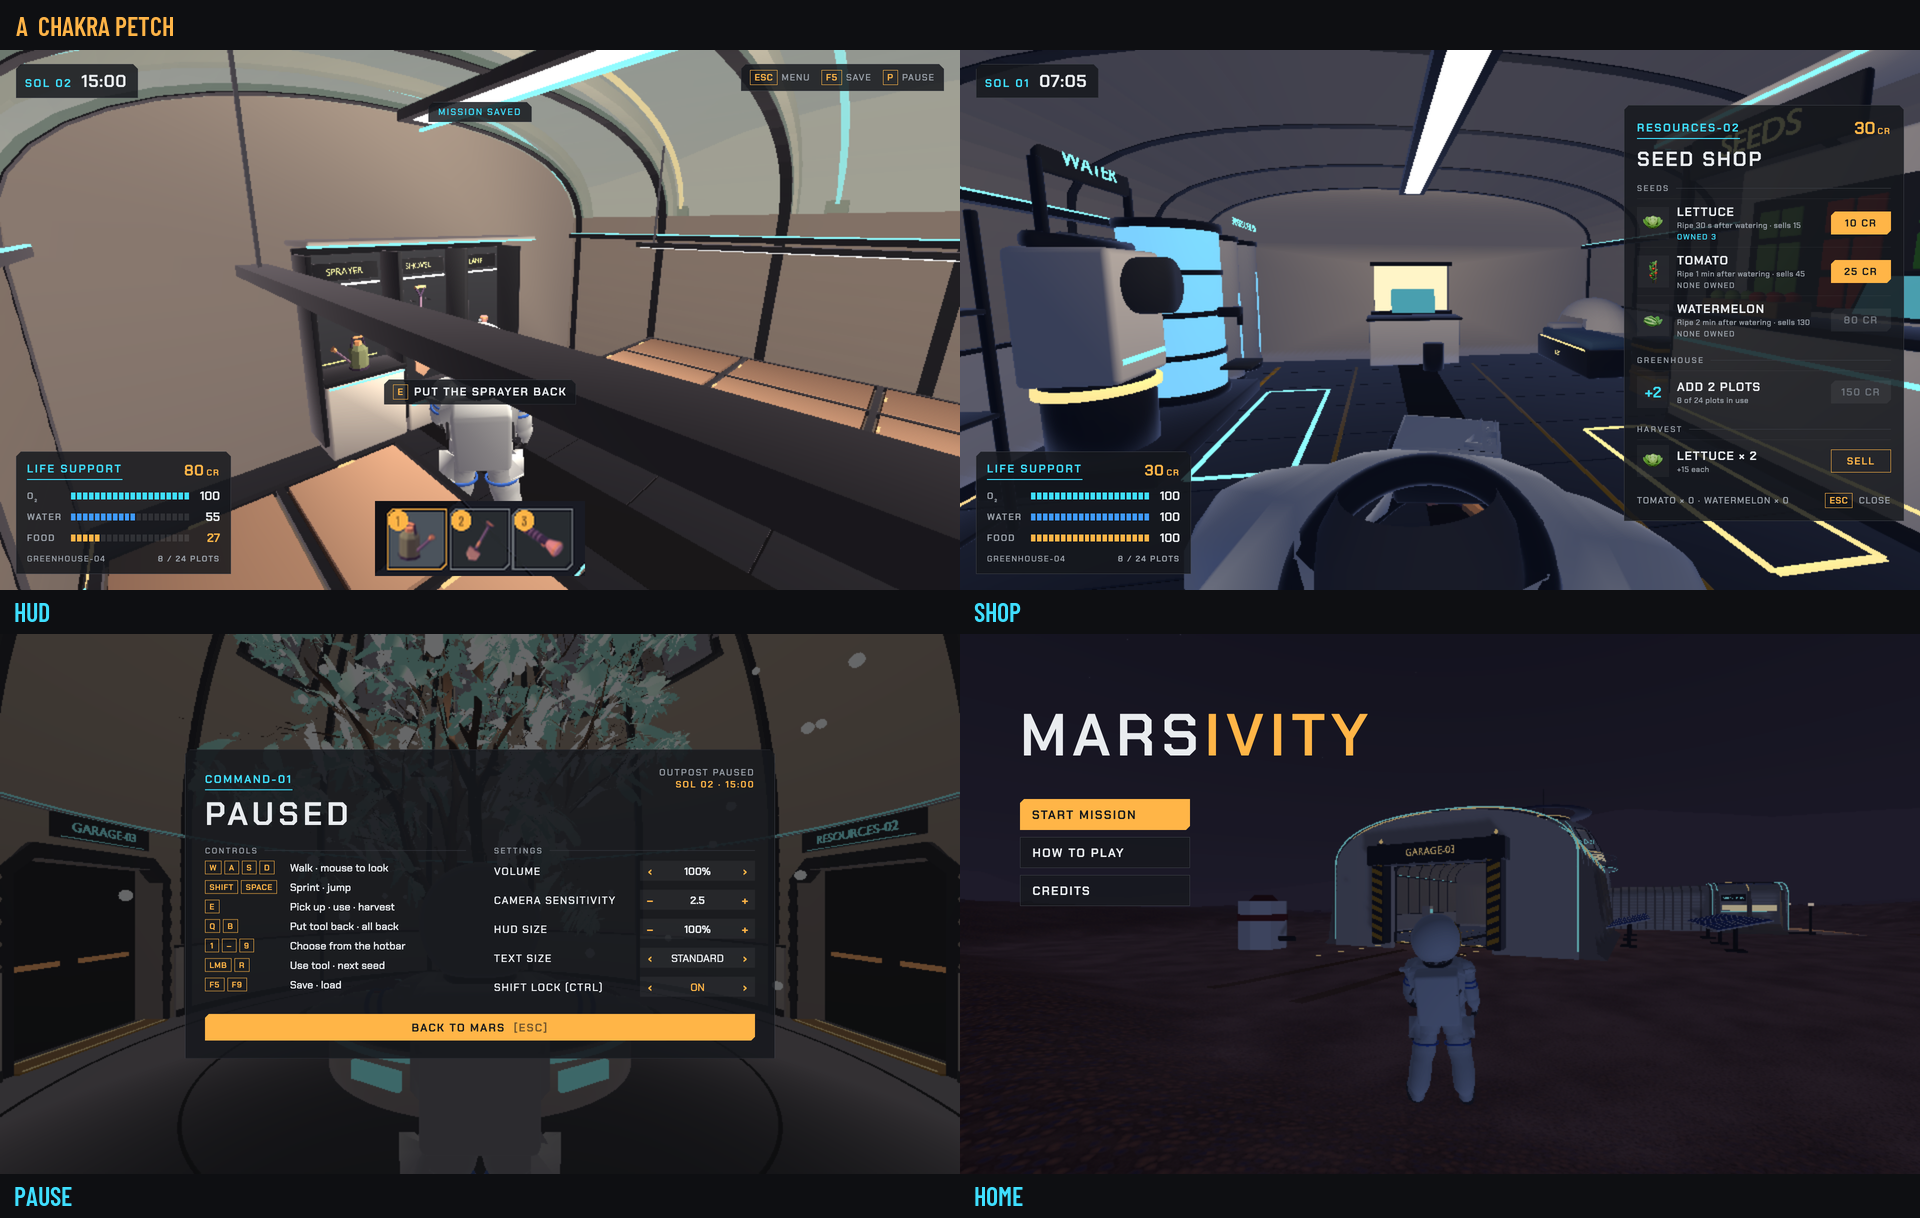 A CHAKRA PETCH
SOL 02 15:00
ESC MENU F5 SAVE P PAUSE
MISSION SAVED
SPRAYER
SHOVEL
LAMP
E PUT THE SPRAYER BACK
LIFE SUPPORT 80 CR
O₂ 100
WATER 55
FOOD 27
GREENHOUSE-04 8 / 24 PLOTS
1 2 3
HUD
SOL 01 07:05
WATER
SEEDS
RESOURCES-02 30 CR
SEED SHOP
SEEDS
LETTUCE
Ripe 30 s after watering · sells 15
OWNED 3
10 CR
TOMATO
Ripe 1 min after watering · sells 45
NONE OWNED
25 CR
WATERMELON
Ripe 2 min after watering · sells 130
NONE OWNED
80 CR
GREENHOUSE
+2 ADD 2 PLOTS
8 of 24 plots in use
150 CR
HARVEST
LETTUCE × 2
+15 each
SELL
TOMATO × 0 · WATERMELON × 0 ESC CLOSE
LIFE SUPPORT 30 CR
O₂ 100
WATER 100
FOOD 100
GREENHOUSE-04 8 / 24 PLOTS
SHOP
GARAGE-03
RESOURCES-02
COMMAND-01
OUTPOST PAUSED
SOL 02 · 15:00
PAUSED
CONTROLS
W A S D Walk · mouse to look
SHIFT SPACE Sprint · jump
E Pick up · use · harvest
Q B Put tool back · all back
1 – 9 Choose from the hotbar
LMB R Use tool · next seed
F5 F9 Save · load
SETTINGS
VOLUME ‹ 100% ›
CAMERA SENSITIVITY – 2.5 +
HUD SIZE – 100% +
TEXT SIZE ‹ STANDARD ›
SHIFT LOCK (CTRL) ‹ ON ›
BACK TO MARS [ESC]
PAUSE
MARSIVITY
START MISSION
HOW TO PLAY
CREDITS
GARAGE-03
HOME